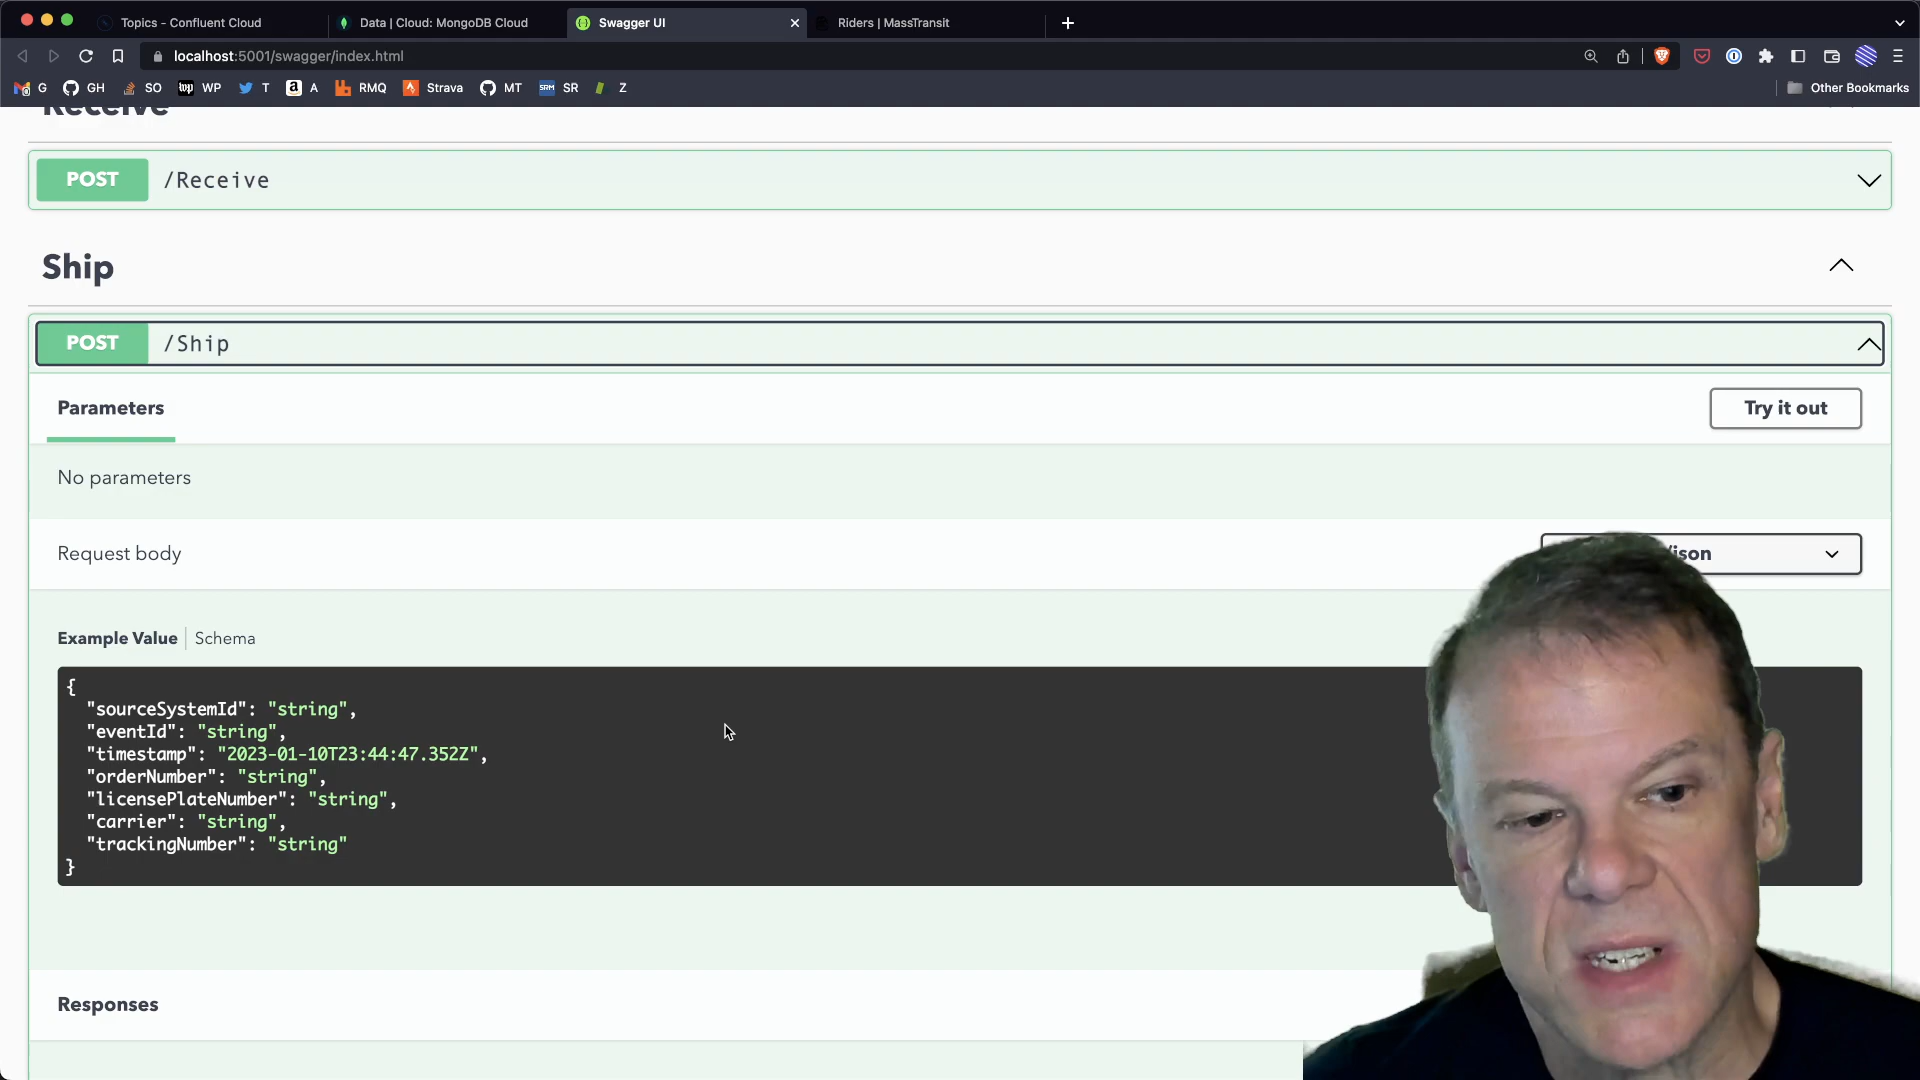 Topics - Confluent Cloud
Data | Cloud: MongoDB Cloud
Swagger UI
Riders | MassTransit
localhost:5001/swagger/index.html
G
GH
SO
WP
T
a
A
RMQ
Strava
MT
SRM
SR
Z
Other Bookmarks
Receive
POST
/Receive
Ship
POST
/Ship
Parameters
Try it out
No parameters
Request body
/json
Example Value
Schema
{
"sourceSystemId": "string",
"eventId": "string",
"timestamp": "2023-01-10T23:44:47.352Z",
"orderNumber": "string",
"licensePlateNumber": "string",
"carrier": "string",
"trackingNumber": "string"
}
Responses